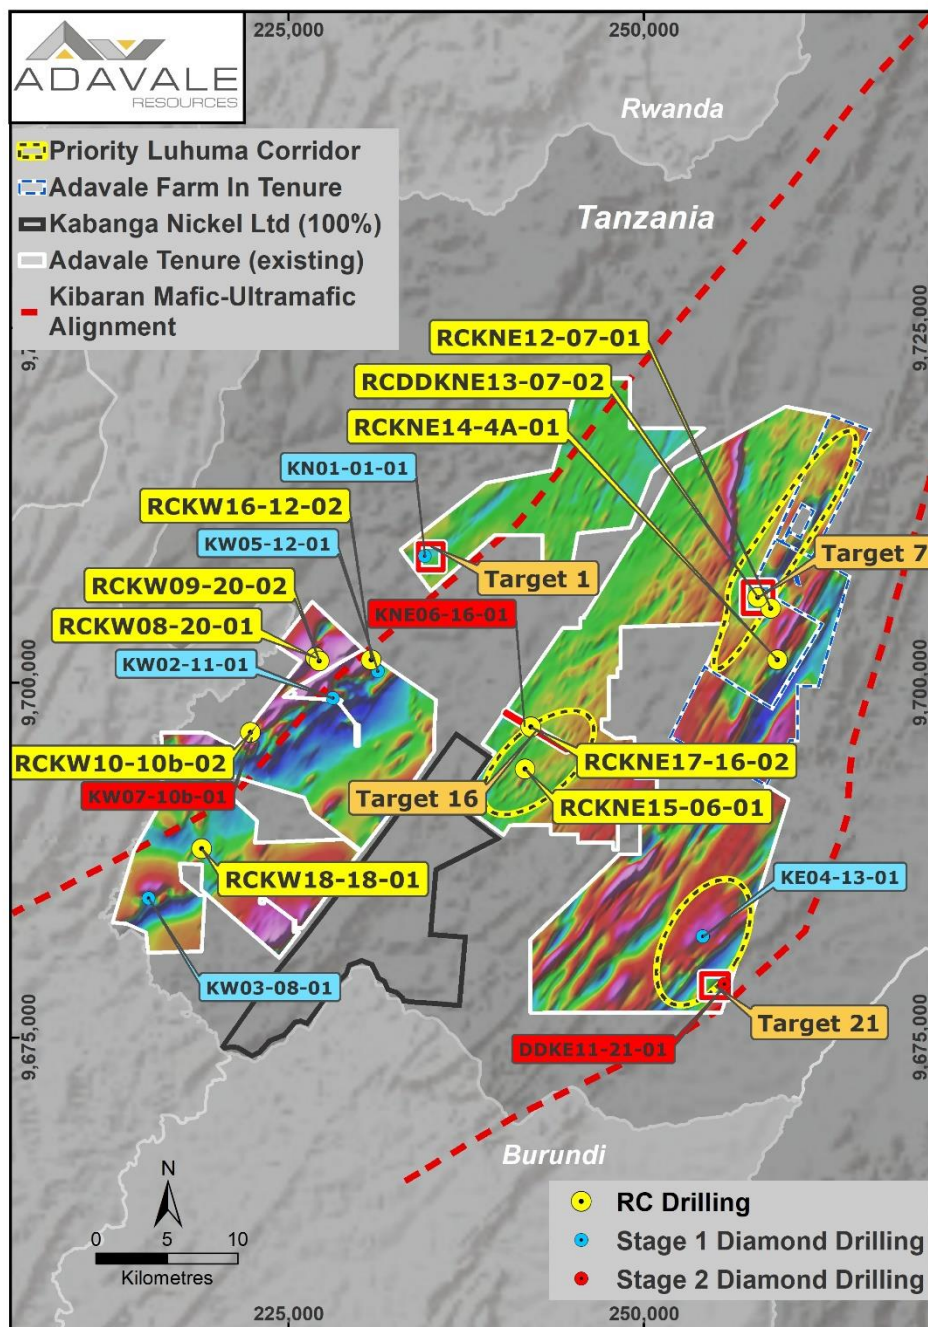 225,000
250,000
ADAVALE
RESOURCES
Rwanda
Priority Luhuma Corridor
Adavale Farm In Tenure
Kabanga Nickel Ltd (100%)
Adavale Tenure (existing)
Kibaran Mafic-Ultramafic
Alignment
Tanzania
9,725,000
RCKNE12-07-01
RCDDKNE13-07-02
RCKNE14-4A-01
KN01-01-01
RCKW16-12-02
KW05-12-01
Target 7
Target 1
RCKW09-20-02
KNE06-16-01
RCKW08-20-01
KW02-11-01
9,700,000
9,700,000
RCKW10-10b-02
RCKNE17-16-02
KW07-10b-01
Target 16
RCKNE15-06-01
RCKW18-18-01
KE04-13-01
KW03-08-01
Target 21
DDKE11-21-01
9,675,000
9,675,000
Burundi
N
0 5 10
Kilometres
RC Drilling
Stage 1 Diamond Drilling
Stage 2 Diamond Drilling
225,000
250,000